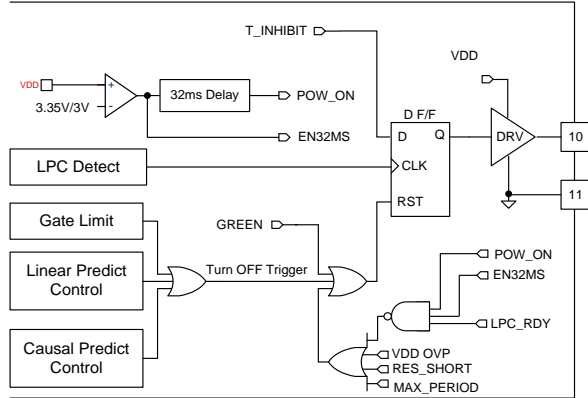 T_INHIBIT
VDD
VDD
+
3.35V/3V
-
32ms Delay
POW_ON
EN32MS
D F/F
D
Q
CLK
RST
DRV
10
11
LPC Detect
Gate Limit
GREEN
Linear Predict
Control
Turn OFF Trigger
Causal Predict
Control
POW_ON
EN32MS
LPC_RDY
VDD OVP
RES_SHORT
MAX_PERIOD